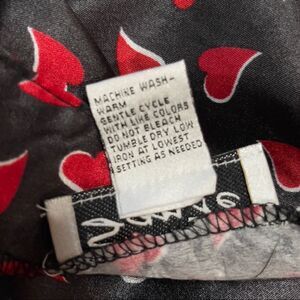 MACHINE WASH-
WARM
GENTLE CYCLE
WITH LIKE COLORS
DO NOT BLEACH
TUMBLE DRY LOW
IRON AT LOWEST
SETTING AS NEEDED